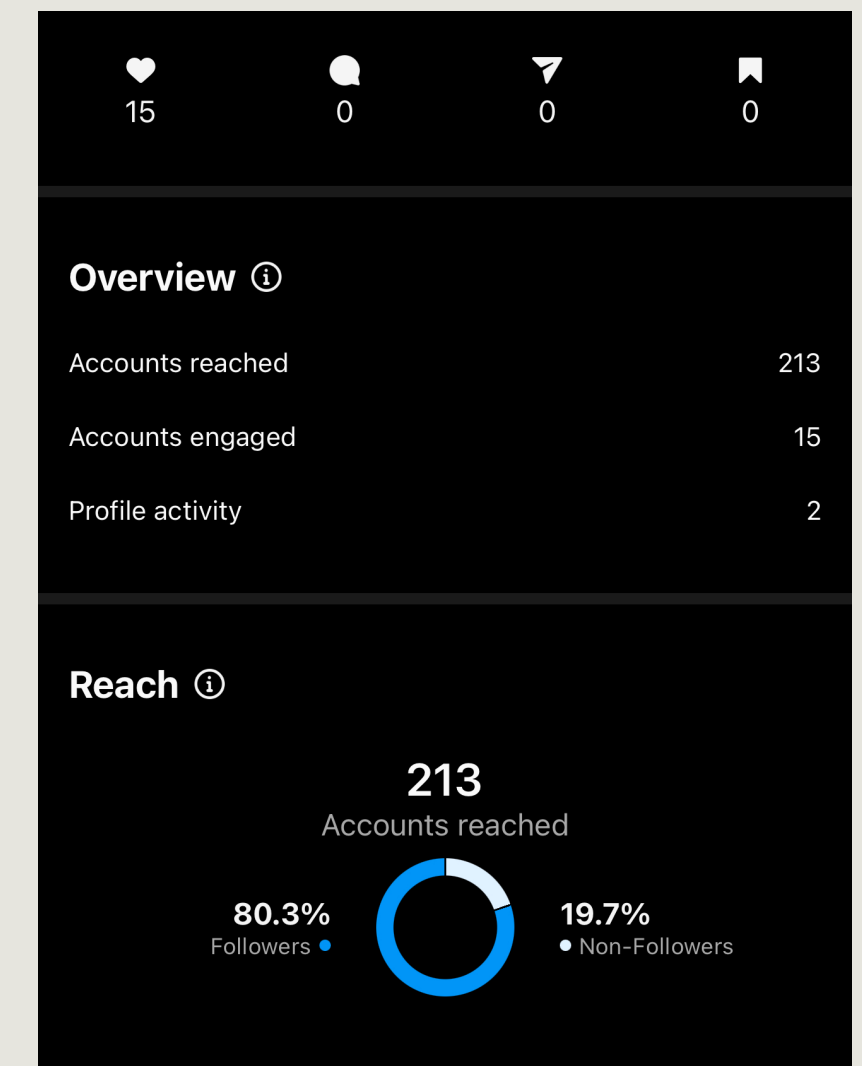 15 0 0 0
Overview
Accounts reached 213
Accounts engaged 15
Profile activity 2
Reach
213
Accounts reached
80.3% 19.7%
Followers Non-Followers